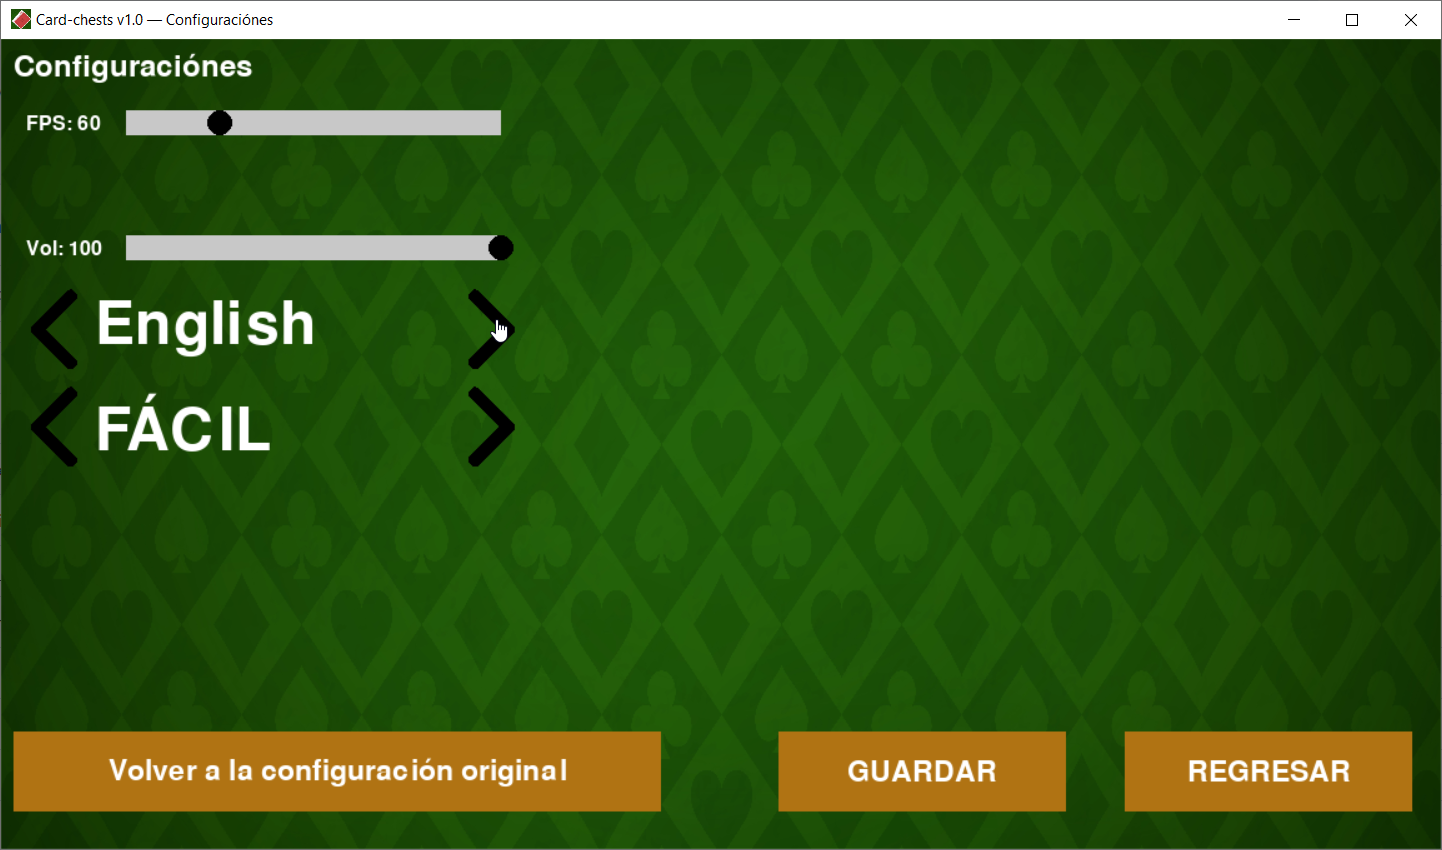 Card-chests v1.0 — Configuraciónes
Configuraciónes
FPS: 60
Vol: 100
English
FÁCIL
Volver a la configuración original
GUARDAR
REGRESAR